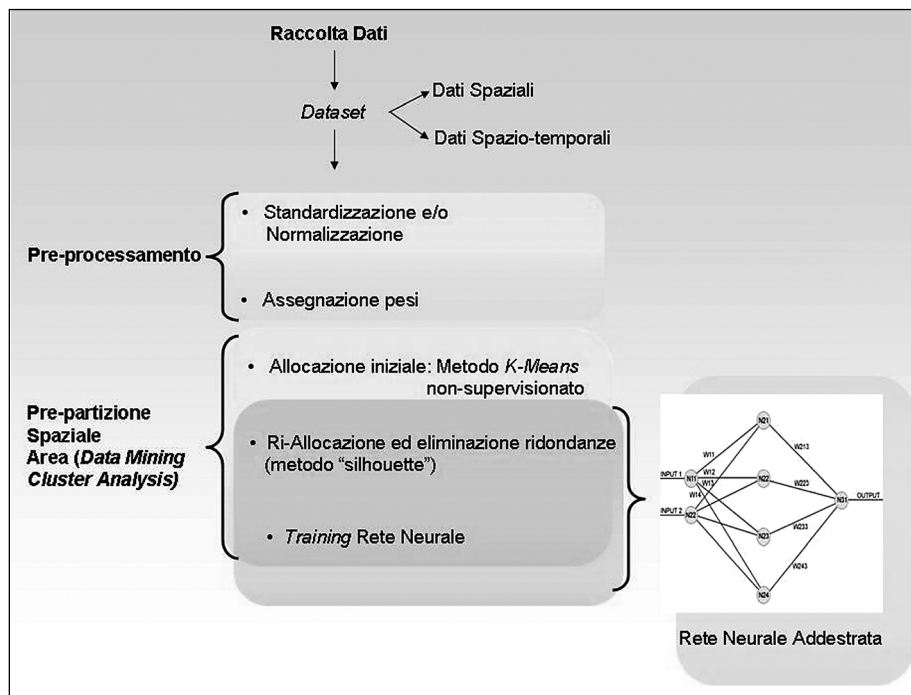 Raccolta Dati
Dataset
Dati Spaziali
Dati Spazio-temporali
Pre-processamento
• Standardizzazione e/o
Normalizzazione
• Assegnazione pesi
Pre-partizione
Spaziale
Area (Data Mining
Cluster Analysis)
• Allocazione iniziale: Metodo K-Means
non-supervisionato
• Ri-Allocazione ed eliminazione ridondanze
(metodo “silhouette”)
• Training Rete Neurale
INPUT 1
INPUT 2
N11
N22
W11
W12
W13
W14
N21
N22
N23
N24
W213
W223
W233
W243
N31
OUTPUT
Rete Neurale Addestrata